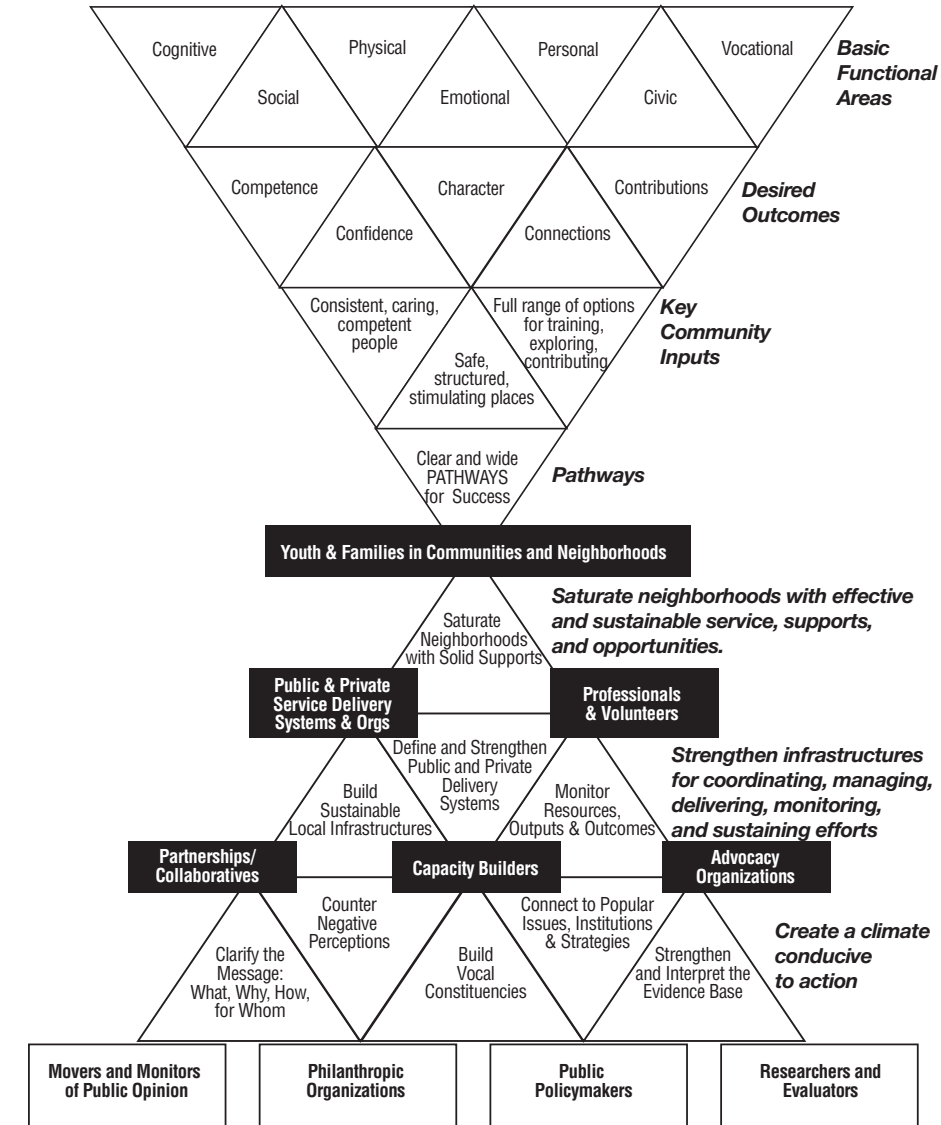 Cognitive
Physical
Personal
Vocational
Basic
Functional
Areas
Social
Emotional
Civic
Competence
Character
Contributions
Desired
Outcomes
Confidence
Connections
Consistent, caring,
competent
people
Full range of options
for training,
exploring,
contributing
Key
Community
Inputs
Safe,
structured,
stimulating places
Clear and wide
PATHWAYS
for Success
Pathways
Youth & Families in Communities and Neighborhoods
Saturate neighborhoods with effective
and sustainable service, supports,
and opportunities.
Saturate
Neighborhoods
with Solid Supports
Public & Private
Service Delivery
Systems & Orgs
Professionals
& Volunteers
Define and Strengthen
Public and Private
Delivery
Systems
Strengthen infrastructures
for coordinating, managing,
delivering, monitoring,
and sustaining efforts
Build
Sustainable
Local Infrastructures
Monitor
Resources,
Outputs & Outcomes
Partnerships/
Collaboratives
Capacity Builders
Advocacy
Organizations
Counter
Negative
Perceptions
Connect to Popular
Issues, Institutions
& Strategies
Create a climate
conducive
to action
Clarify the
Message:
What, Why, How,
for Whom
Build
Vocal
Constituencies
Strengthen
and Interpret the
Evidence Base
Movers and Monitors
of Public Opinion
Philanthropic
Organizations
Public
Policymakers
Researchers and
Evaluators